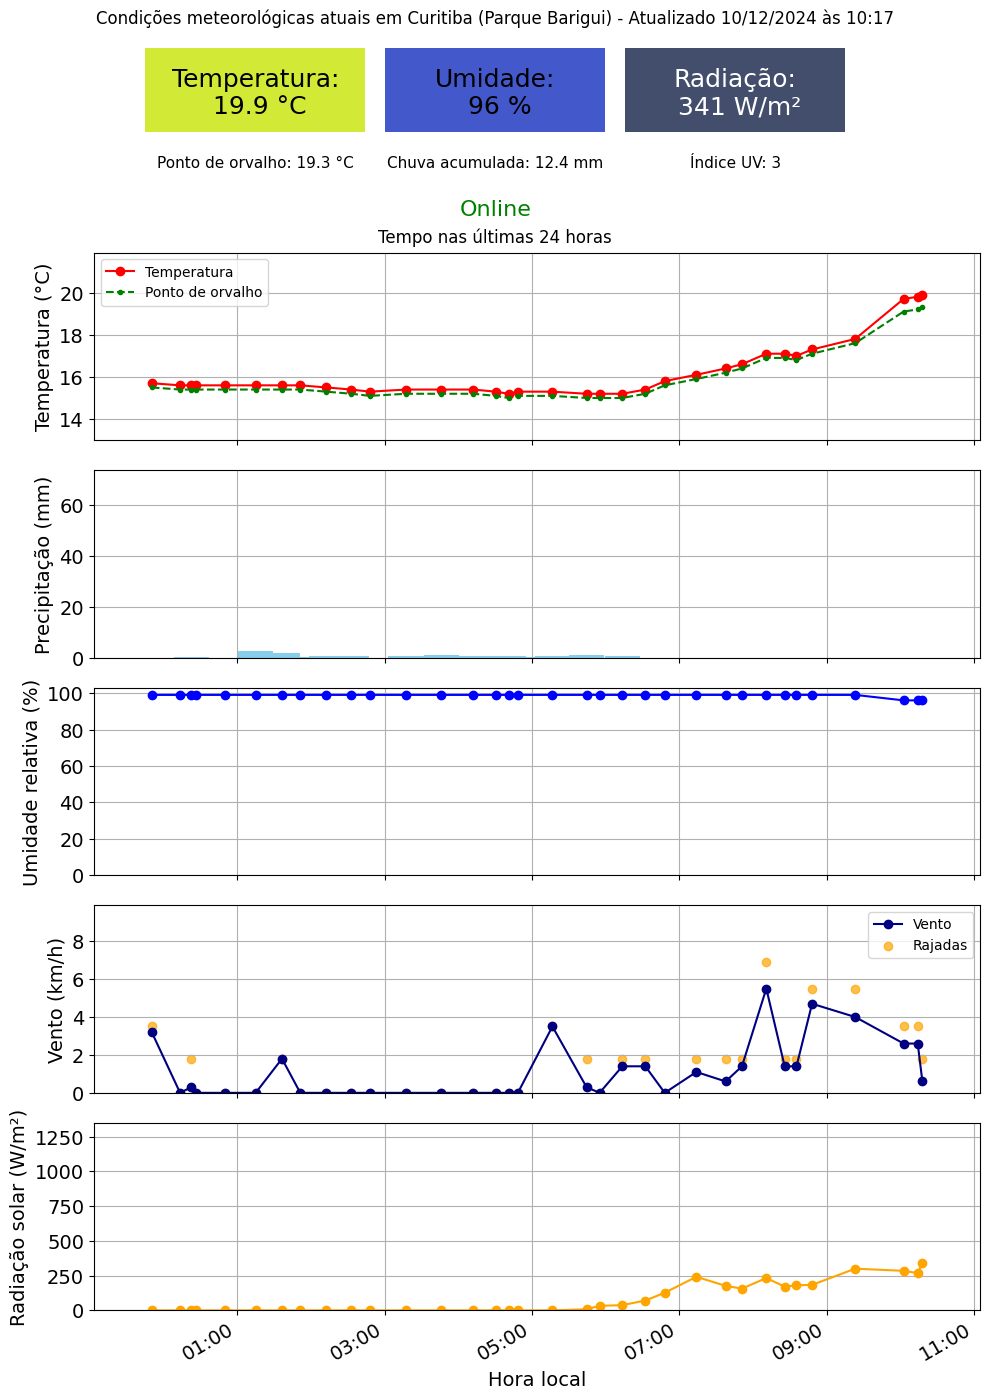 Condições meteorológicas atuais em Curitiba (Parque Barigui) - Atualizado 10/12/2024 às 10:17
Temperatura:
19.9 °C
Umidade:
96 %
Radiação:
341 W/m²
Ponto de orvalho: 19.3 °C
Chuva acumulada: 12.4 mm
Índice UV: 3
Online
Tempo nas últimas 24 horas
Temperatura (°C)
20
18
16
14
Temperatura
Ponto de orvalho
Precipitação (mm)
60
40
20
0
Umidade relativa (%)
100
80
60
40
20
0
Vento (km/h)
8
6
4
2
0
Vento
Rajadas
Radiação solar (W/m²)
1250
1000
750
500
250
0
01:00
03:00
05:00
07:00
09:00
11:00
Hora local